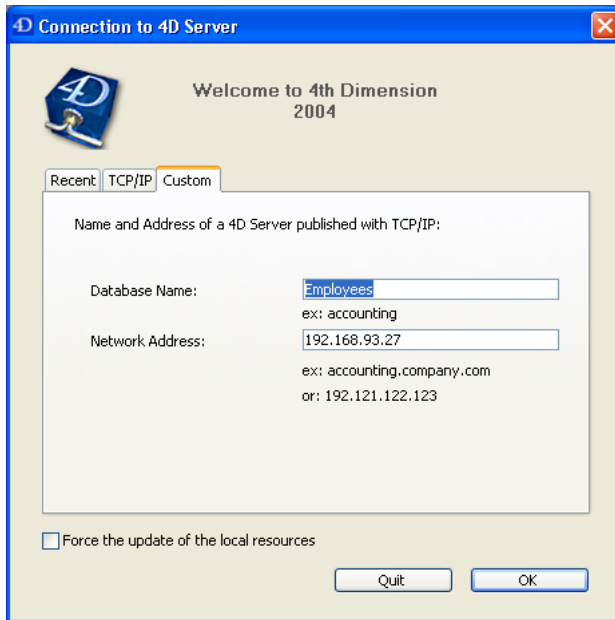 4D Connection to 4D Server
4D
Welcome to 4th Dimension
2004
Recent TCP/IP Custom
Name and Address of a 4D Server published with TCP/IP:
Database Name: Employees
ex: accounting
Network Address: 192.168.93.27
ex: accounting.company.com
or: 192.121.122.123
Force the update of the local resources
Quit OK